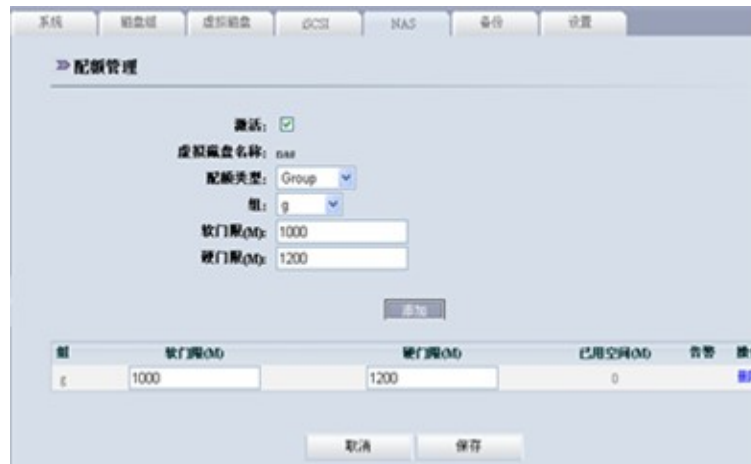 系统 磁盘组 虚拟磁盘 iSCSI NAS 备份 设置
配额管理
激活:
虚拟磁盘名称: nas
配额类型: Group
组: g
软门限(M): 1000
硬门限(M): 1200
添加
组 软门限(M) 硬门限(M) 已用空间(M) 告警
g 1000 1200 0
取消 保存